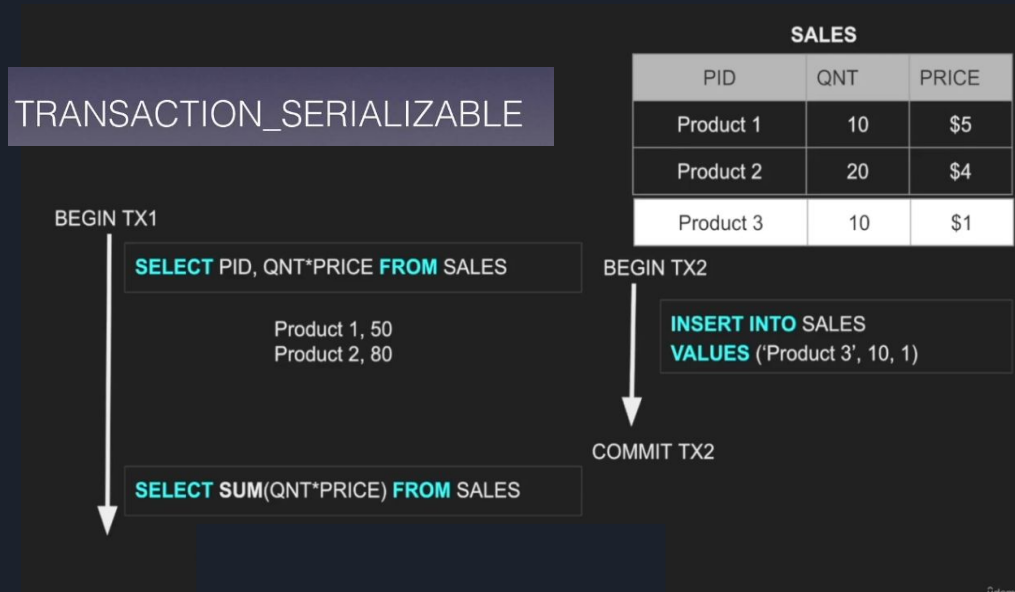 SALES
TRANSACTION_SERIALIZABLE
PID QNT PRICE
Product 1 10 $5
Product 2 20 $4
Product 3 10 $1
BEGIN TX1
SELECT PID, QNT*PRICE FROM SALES
Product 1, 50
Product 2, 80
BEGIN TX2
INSERT INTO SALES
VALUES (‘Product 3’, 10, 1)
COMMIT TX2
SELECT SUM(QNT*PRICE) FROM SALES